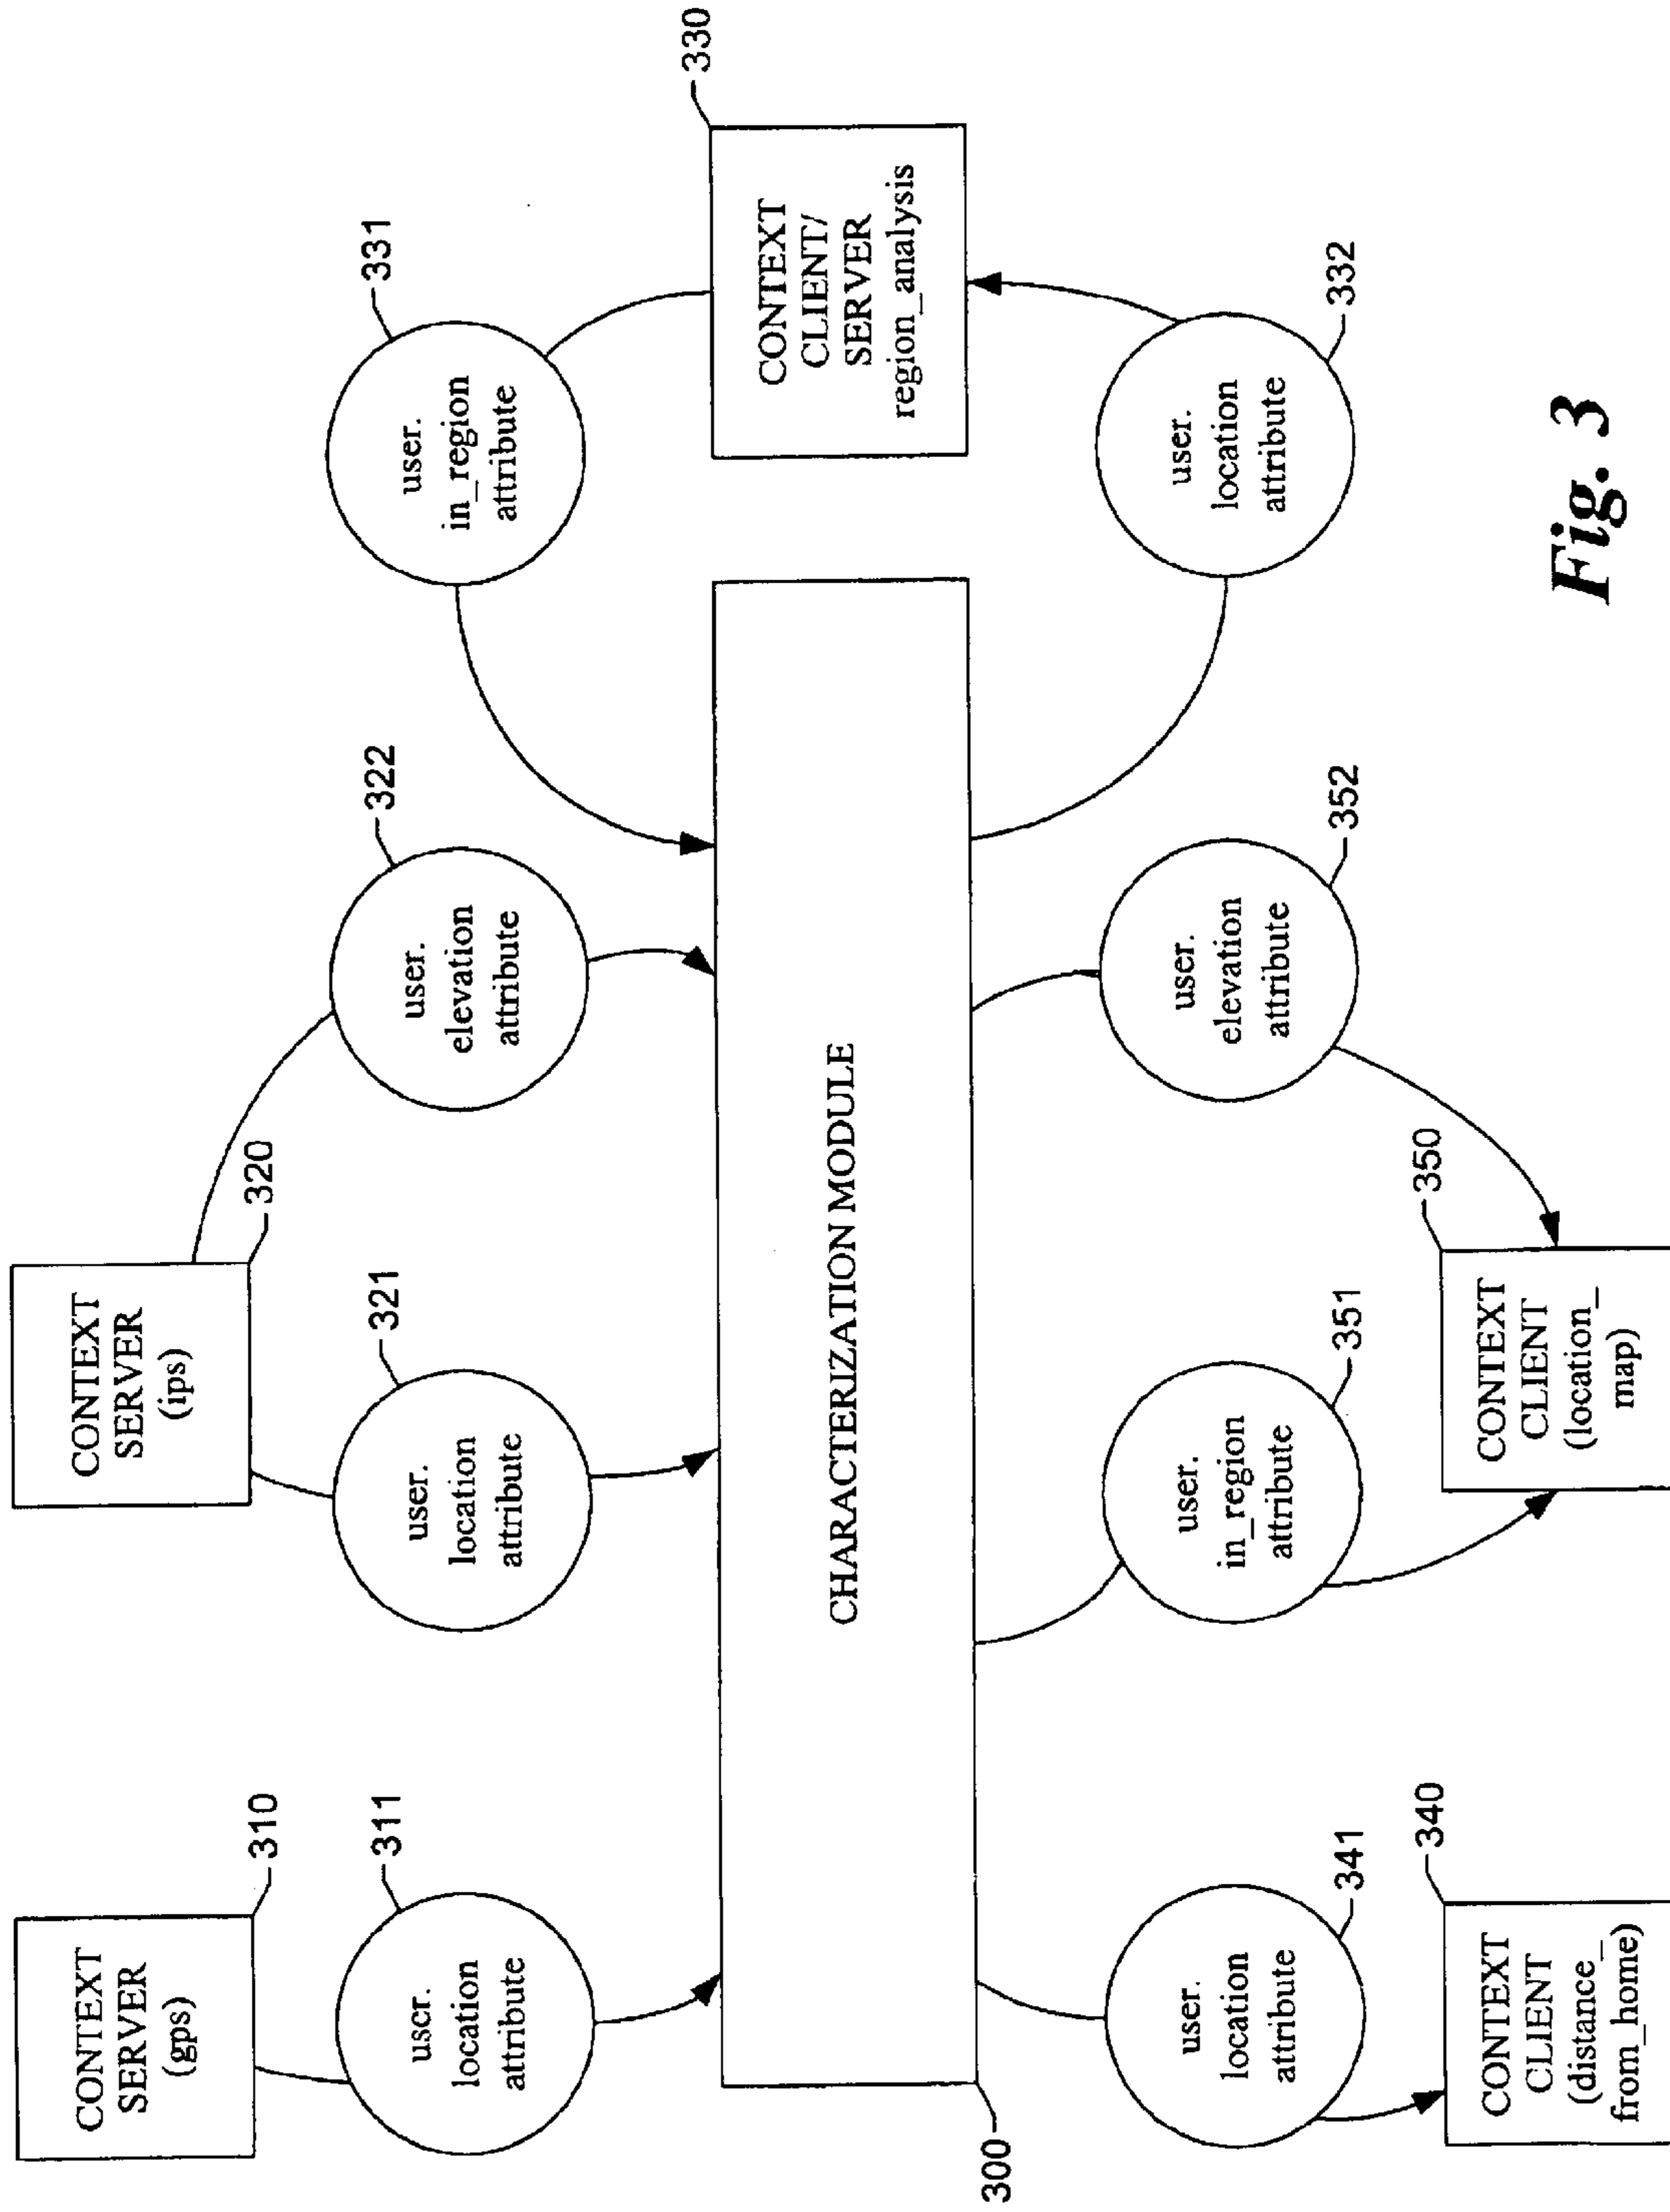 CONTEXT
SERVER
(gps)
310
CONTEXT
SERVER
(ips)
320
user.
location
attribute
311
user.
location
attribute
321
user.
elevation
attribute
322
user.
in_region
attribute
331
CHARACTERIZATION MODULE
300
CONTEXT
CLIENT/
SERVER
region_analysis
330
user.
location
attribute
341
user.
in_region
attribute
351
user.
elevation
attribute
352
user.
location
attribute
332
CONTEXT
CLIENT
(distance_
from_home)
340
CONTEXT
CLIENT
(location_
map)
350
Fig. 3